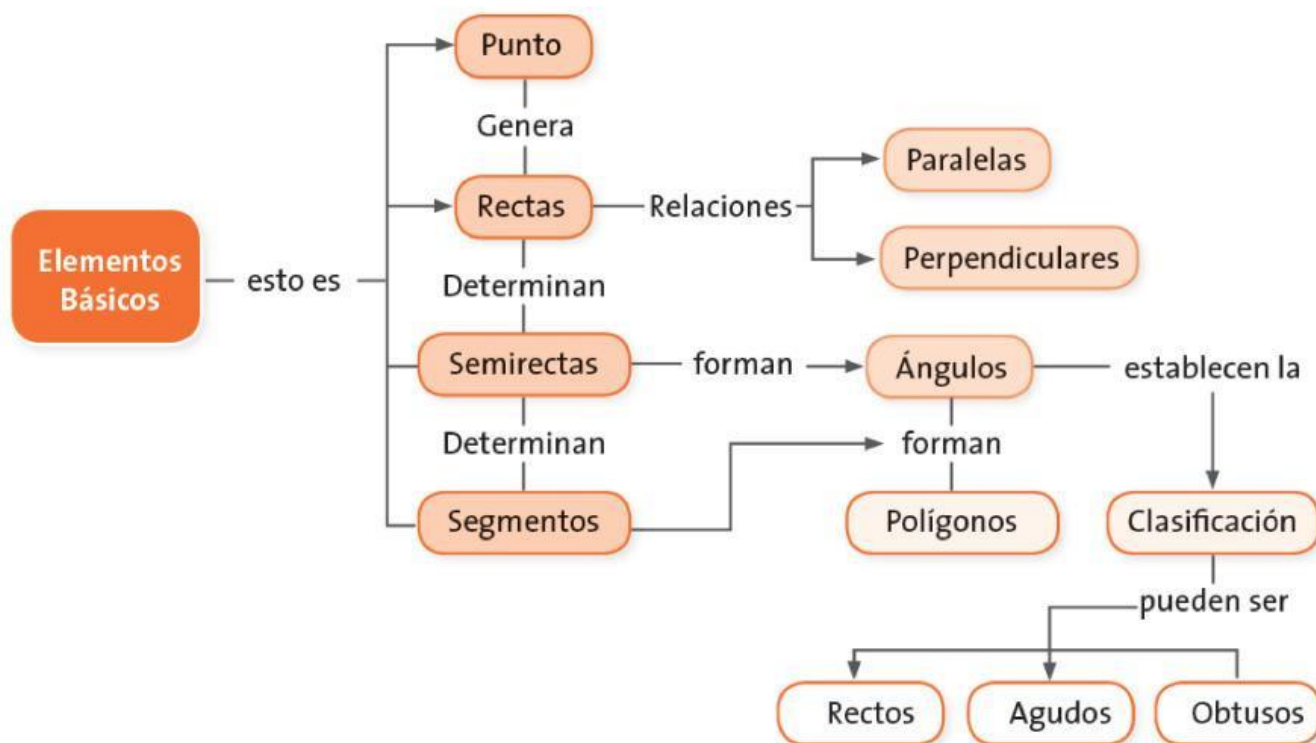 Elementos
Básicos
esto es
Punto
Genera
Rectas
Relaciones
Paralelas
Perpendiculares
Determinan
Semirectas
forman
Ángulos
establecen la
Determinan
forman
Segmentos
Polígonos
Clasificación
pueden ser
Rectos
Agudos
Obtusos